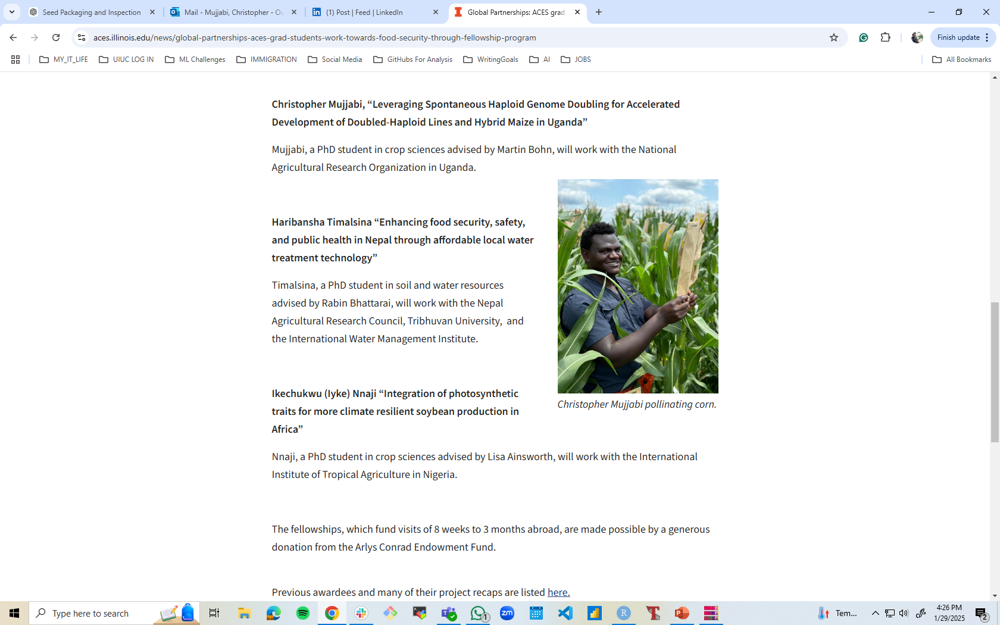 Seed Packaging and Inspection
Mail - Mujjabi, Christopher - Ou
(1) Post | Feed | LinkedIn
Global Partnerships: ACES grad
aces.illinois.edu/news/global-partnerships-aces-grad-students-work-towards-food-security-through-fellowship-program
Finish update
MY_IT_LIFE
UIUC LOG IN
ML Challenges
IMMIGRATION
Social Media
GitHubs For Analysis
WritingGoals
AI
JOBS
All Bookmarks
Christopher Mujjabi, “Leveraging Spontaneous Haploid Genome Doubling for Accelerated
Development of Doubled-Haploid Lines and Hybrid Maize in Uganda”
Mujjabi, a PhD student in crop sciences advised by Martin Bohn, will work with the National
Agricultural Research Organization in Uganda.
Haribansha Timalsina “Enhancing food security, safety,
and public health in Nepal through affordable local water
treatment technology”
Timalsina, a PhD student in soil and water resources
advised by Rabin Bhattarai, will work with the Nepal
Agricultural Research Council, Tribhuvan University,  and
the International Water Management Institute.
Christopher Mujjabi pollinating corn.
Ikechukwu (Iyke) Nnaji “Integration of photosynthetic
traits for more climate resilient soybean production in
Africa”
Nnaji, a PhD student in crop sciences advised by Lisa Ainsworth, will work with the International
Institute of Tropical Agriculture in Nigeria.
The fellowships, which fund visits of 8 weeks to 3 months abroad, are made possible by a generous
donation from the Arlys Conrad Endowment Fund.
Previous awardees and many of their project recaps are listed here.
Type here to search
1
zm
R
Tem...
4:26 PM
1/29/2025
2